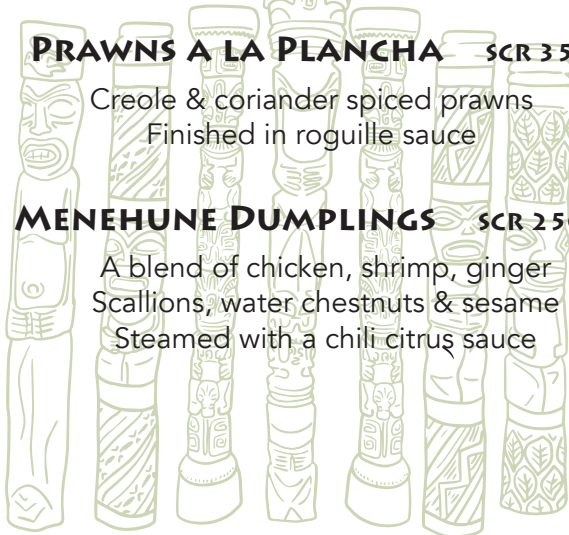 PRAWNS A LA PLANCHA SCR 35
Creole & coriander spiced prawns
Finished in roguille sauce
MENEHUNE DUMPLINGS SCR 25
A blend of chicken, shrimp, ginger
Scallions, water chestnuts & sesame
Steamed with a chili citrus sauce